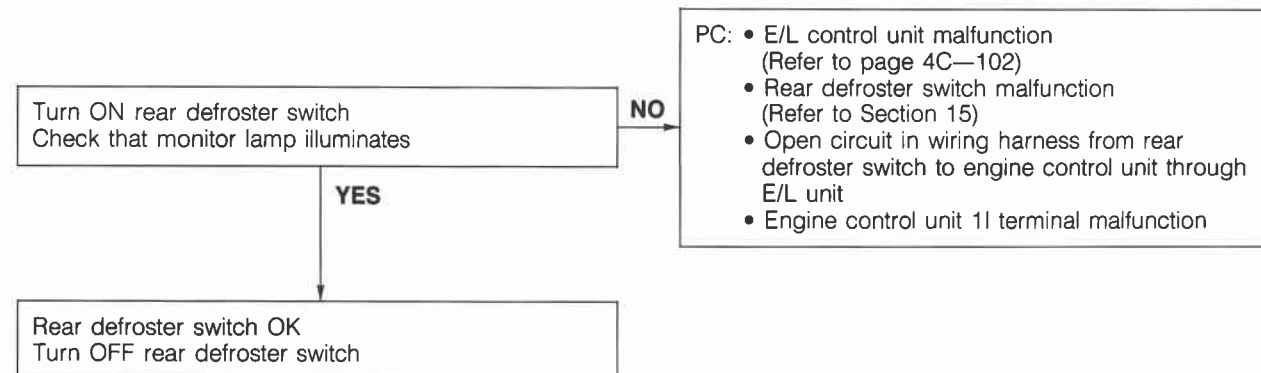 Turn ON rear defroster switch
Check that monitor lamp illuminates
NO
PC: • E/L control unit malfunction
(Refer to page 4C—102)
• Rear defroster switch malfunction
(Refer to Section 15)
• Open circuit in wiring harness from rear
defroster switch to engine control unit through
E/L unit
• Engine control unit 1I terminal malfunction
YES
Rear defroster switch OK
Turn OFF rear defroster switch